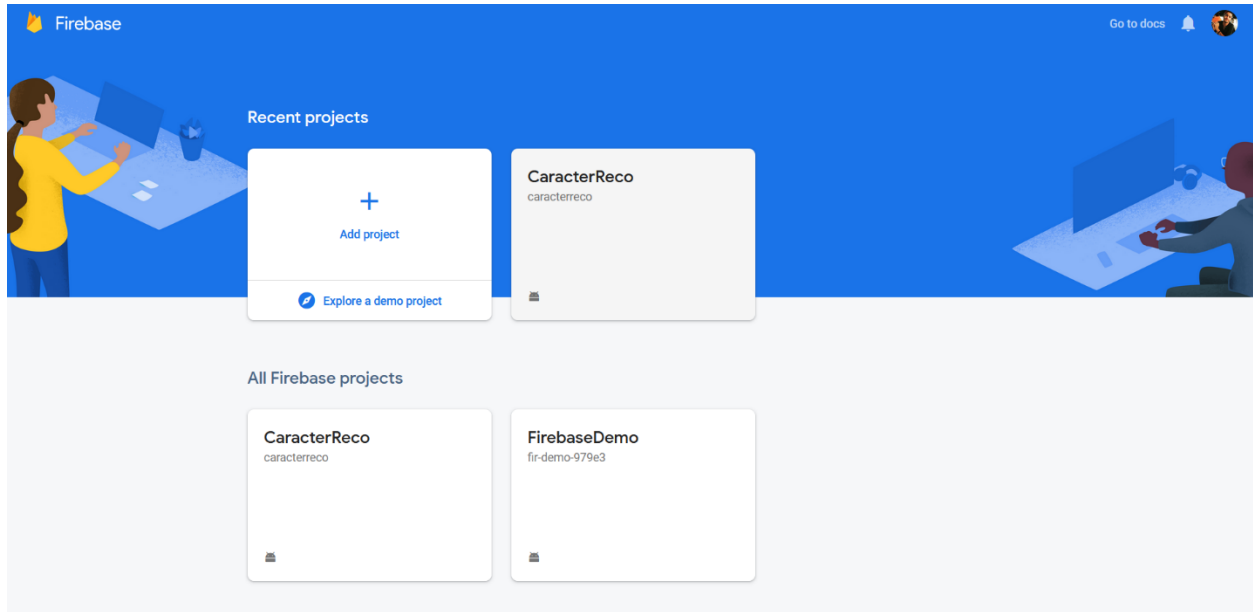 Firebase
Go to docs
Recent projects
Add project
Explore a demo project
CaracterReco
caracterreco
All Firebase projects
CaracterReco
caracterreco
FirebaseDemo
fir-demo-979e3